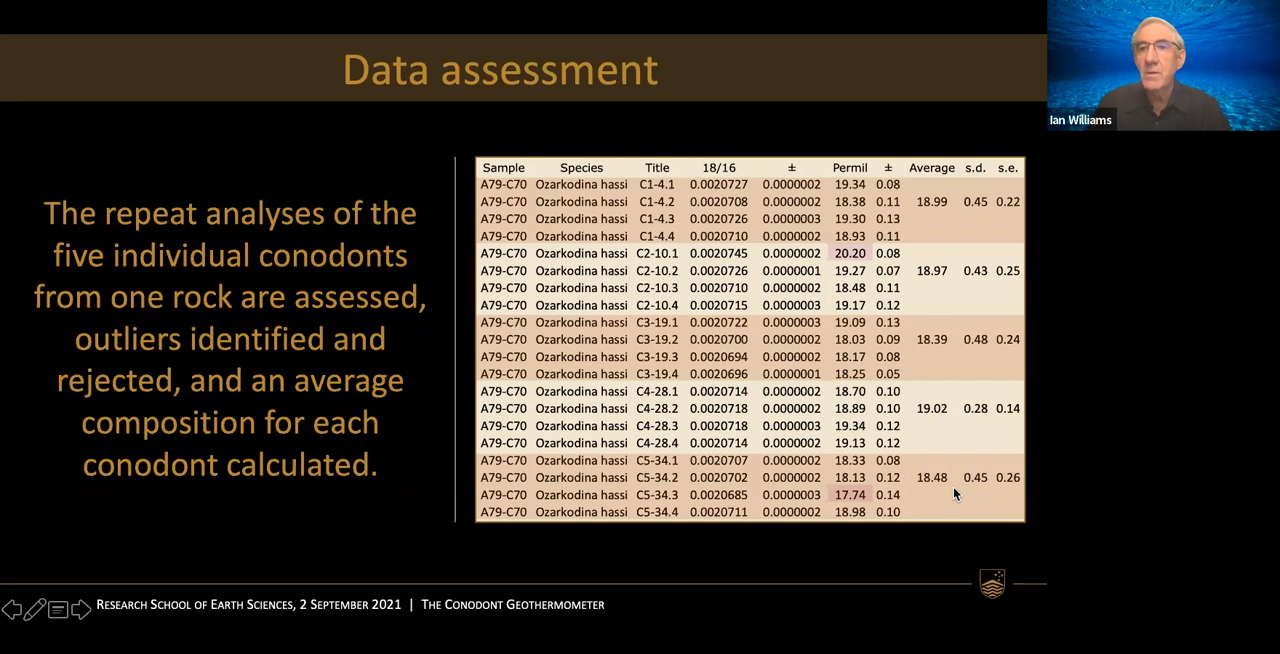 Data assessment
Ian Williams
The repeat analyses of the
five individual conodonts
from one rock are assessed,
outliers identified and
rejected, and an average
composition for each
conodont calculated.
Sample Species Title 18/16 ± Permil ± Average s.d. s.e.
A79-C70 Ozarkodina hassi C1-4.1 0.0020727 0.0000002 19.34 0.08
A79-C70 Ozarkodina hassi C1-4.2 0.0020708 0.0000002 18.38 0.11 18.99 0.45 0.22
A79-C70 Ozarkodina hassi C1-4.3 0.0020726 0.0000003 19.30 0.13
A79-C70 Ozarkodina hassi C1-4.4 0.0020710 0.0000002 18.93 0.11
A79-C70 Ozarkodina hassi C2-10.1 0.0020745 0.0000002 20.20 0.08
A79-C70 Ozarkodina hassi C2-10.2 0.0020726 0.0000001 19.27 0.07 18.97 0.43 0.25
A79-C70 Ozarkodina hassi C2-10.3 0.0020710 0.0000002 18.48 0.11
A79-C70 Ozarkodina hassi C2-10.4 0.0020715 0.0000003 19.17 0.12
A79-C70 Ozarkodina hassi C3-19.1 0.0020722 0.0000003 19.09 0.13
A79-C70 Ozarkodina hassi C3-19.2 0.0020700 0.0000002 18.03 0.09 18.39 0.48 0.24
A79-C70 Ozarkodina hassi C3-19.3 0.0020694 0.0000002 18.17 0.08
A79-C70 Ozarkodina hassi C3-19.4 0.0020696 0.0000001 18.25 0.05
A79-C70 Ozarkodina hassi C4-28.1 0.0020714 0.0000002 18.70 0.10
A79-C70 Ozarkodina hassi C4-28.2 0.0020718 0.0000002 18.89 0.10 19.02 0.28 0.14
A79-C70 Ozarkodina hassi C4-28.3 0.0020718 0.0000003 19.34 0.12
A79-C70 Ozarkodina hassi C4-28.4 0.0020714 0.0000002 19.13 0.12
A79-C70 Ozarkodina hassi C5-34.1 0.0020707 0.0000002 18.33 0.08
A79-C70 Ozarkodina hassi C5-34.2 0.0020702 0.0000002 18.13 0.12 18.48 0.45 0.26
A79-C70 Ozarkodina hassi C5-34.3 0.0020685 0.0000003 17.74 0.14
A79-C70 Ozarkodina hassi C5-34.4 0.0020711 0.0000002 18.98 0.10
Research School of Earth Sciences, 2 September 2021 | The Conodont Geothermometer